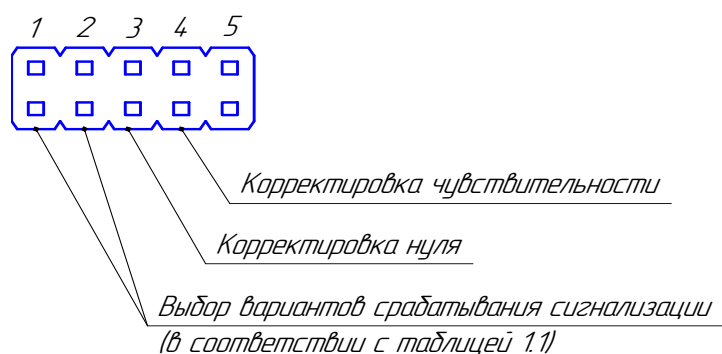 1 2 3 4 5
Корректировка чувствительности
Корректировка нуля
Выбор вариантов срабатывания сигнализации
(в соответствии с таблицей 1.1)